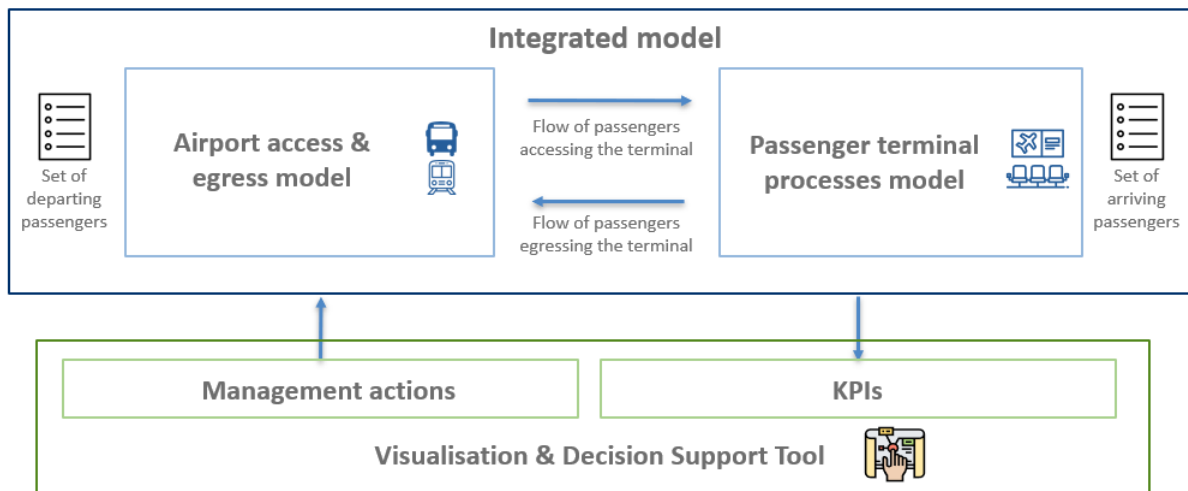 Integrated model
Set of
departing
passengers
Airport access &
egress model
Flow of passengers
accessing the terminal
Flow of passengers
egressing the terminal
Passenger terminal
processes model
Set of
arriving
passengers
Management actions
KPIs
Visualisation & Decision Support Tool